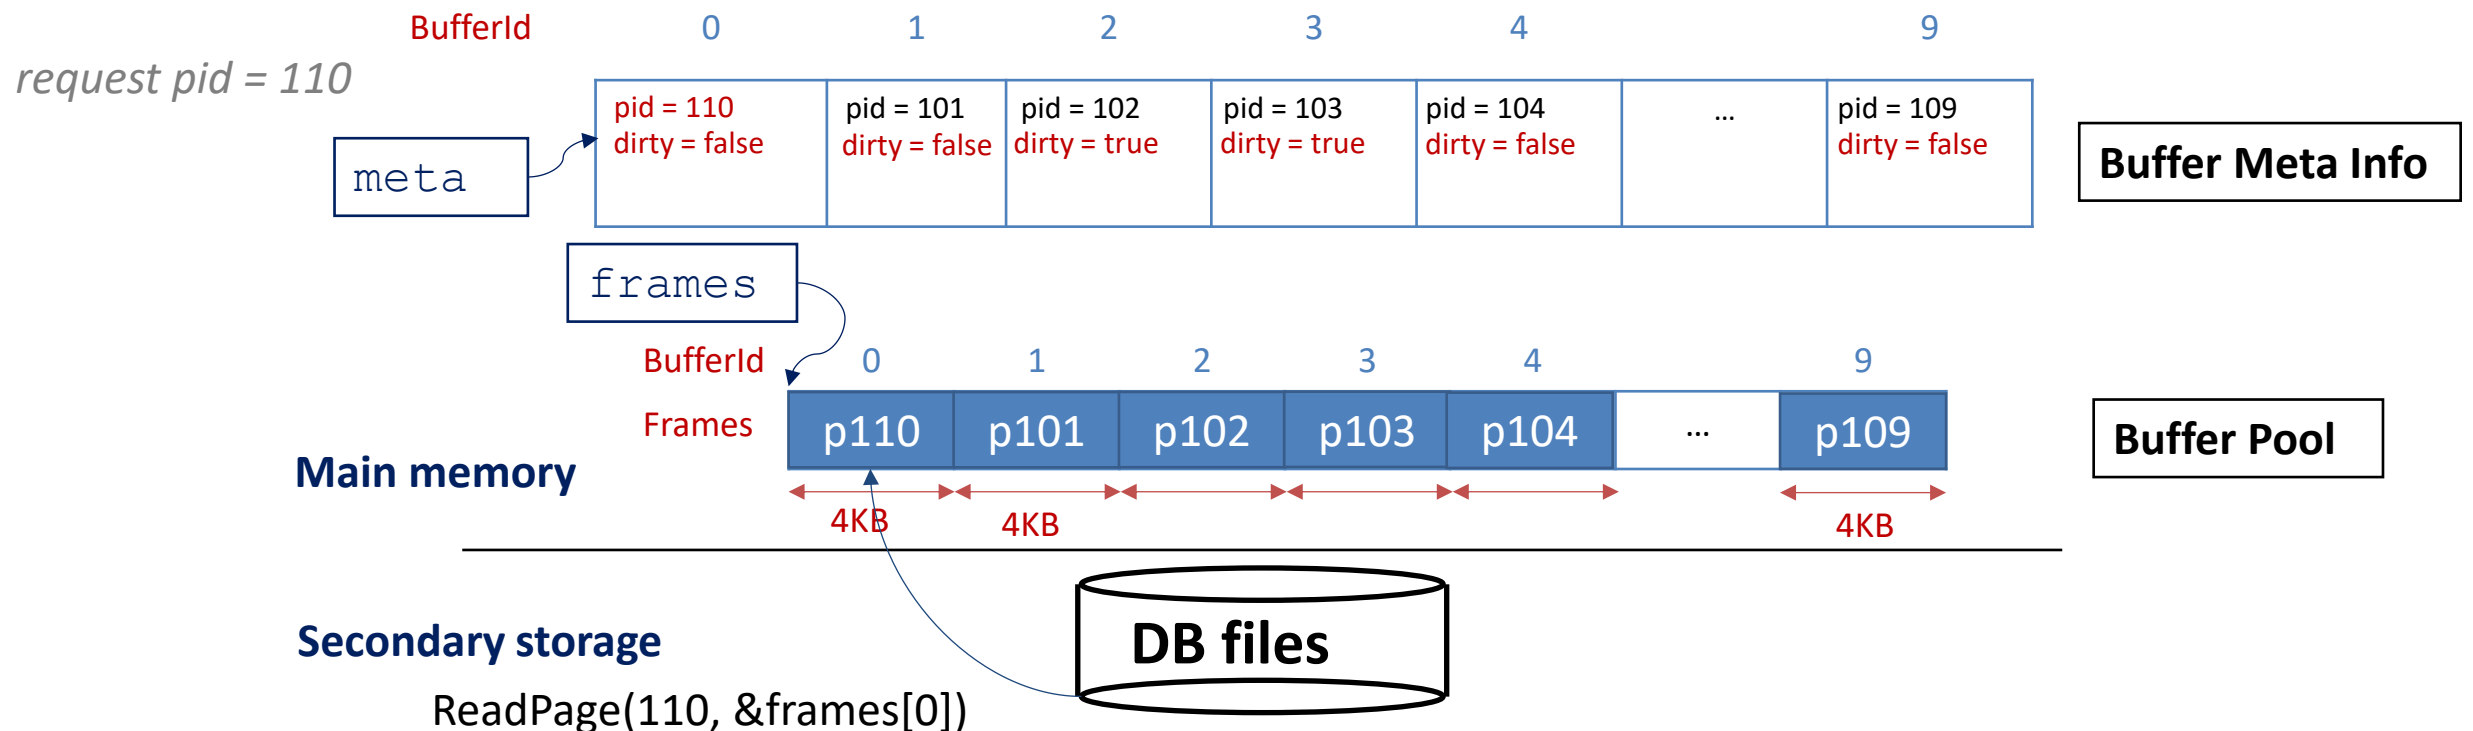 BufferId 0 1 2 3 4 9
request pid = 110
pid = 110 pid = 101 pid = 102 pid = 103 pid = 104 ... pid = 109
dirty = false dirty = false dirty = true dirty = true dirty = false dirty = false
meta
Buffer Meta Info
frames
BufferId 0 1 2 3 4 9
Frames p110 p101 p102 p103 p104 ... p109
Buffer Pool
Main memory
4KB 4KB 4KB
DB files
Secondary storage
ReadPage(110, &frames[0])